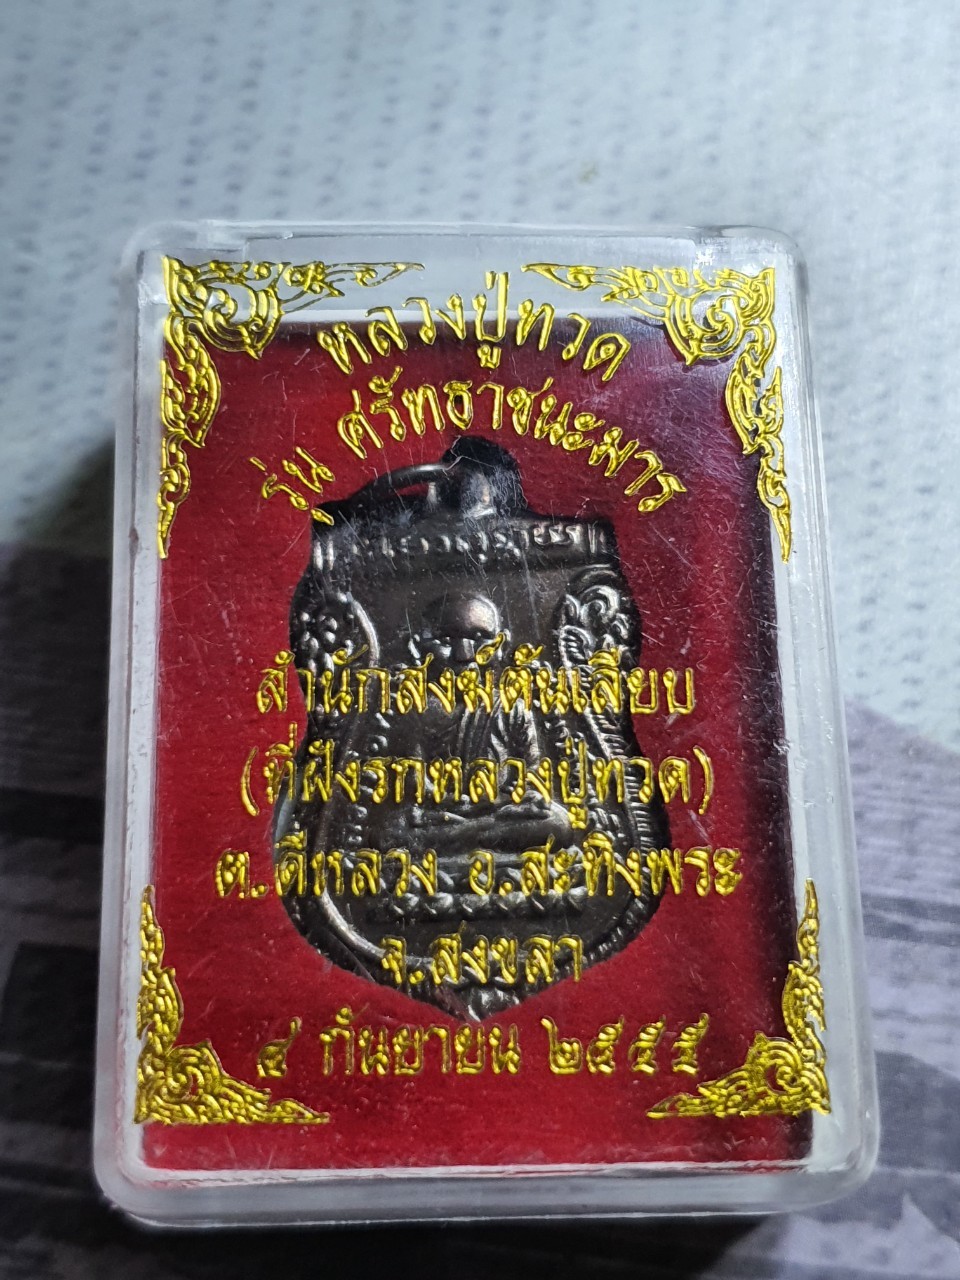 หลวงปู่ทวด
รุ่น ศรัทธาชนะมาร
สำนักสงฆ์ต้นเลียบ
(ที่ฝังรกหลวงปู่ทวด)
ต.ดีหลวง อ.สะทิงพระ
จ.สงขลา
๔ กันยายน ๒๕๕๕